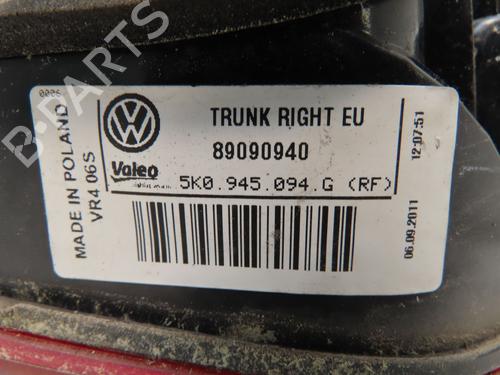 0006
MADE IN POLAND
VR4 06S
TRUNK RIGHT EU
89090940
Valeo
5K0.945.094.G (RF)
12:07:51
06.09.2011
B-PARTS